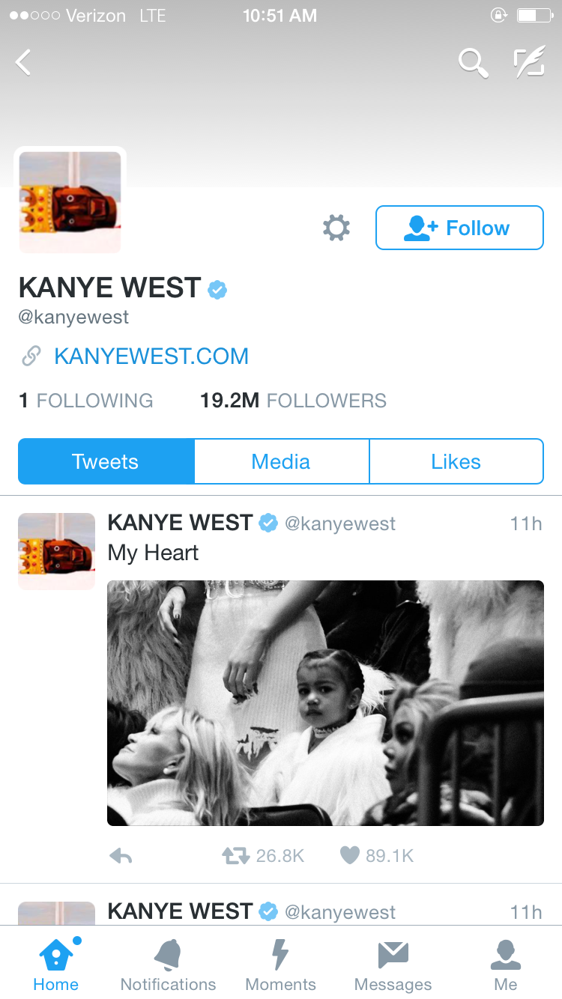 Verizon LTE 10:51 AM
Follow
KANYE WEST
@kanyewest
KANYEWEST.COM
1 FOLLOWING 19.2M FOLLOWERS
Tweets Media Likes
KANYE WEST @kanyewest 11h
My Heart
26.8K 89.1K
KANYE WEST @kanyewest 11h
Home Notifications Moments Messages Me